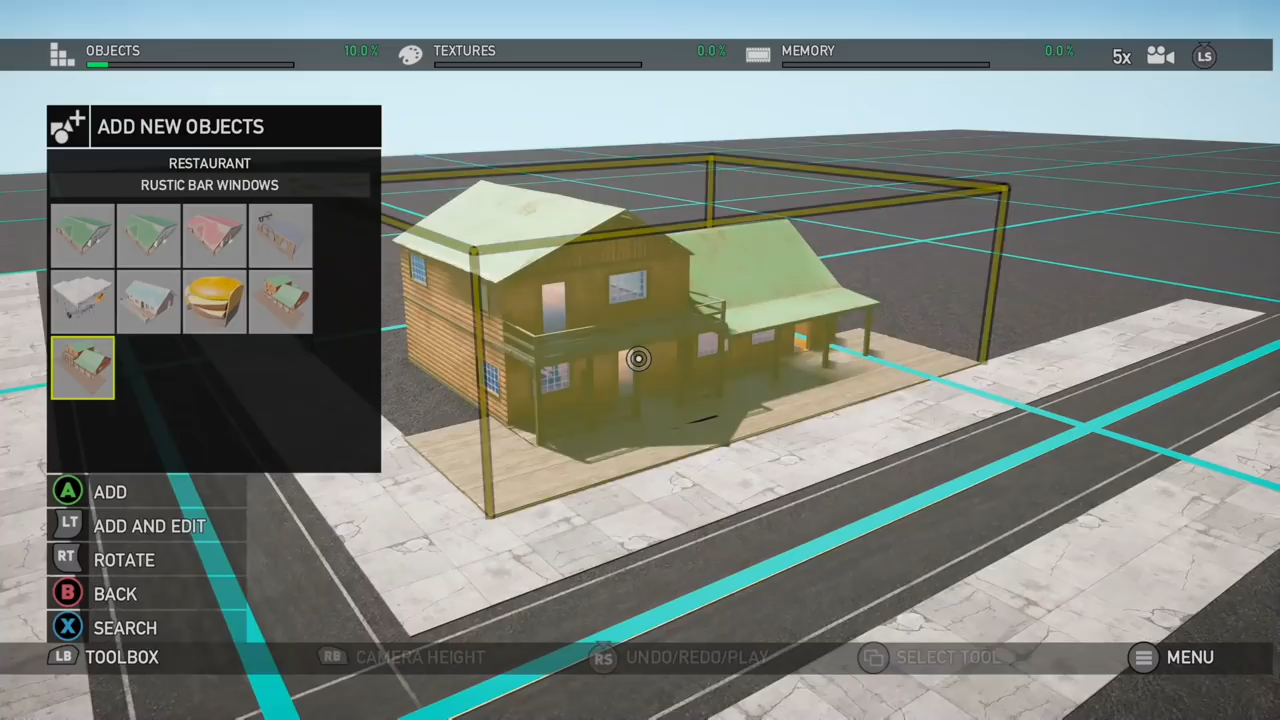 OBJECTS 10.0% TEXTURES 0.0% MEMORY 0.0% 5x LS
ADD NEW OBJECTS
RESTAURANT
RUSTIC BAR WINDOWS
A ADD
LT ADD AND EDIT
RT ROTATE
B BACK
X SEARCH
LB TOOLBOX RB CAMERA HEIGHT RS UNDO/REDO/PLAY SELECT TOOL MENU